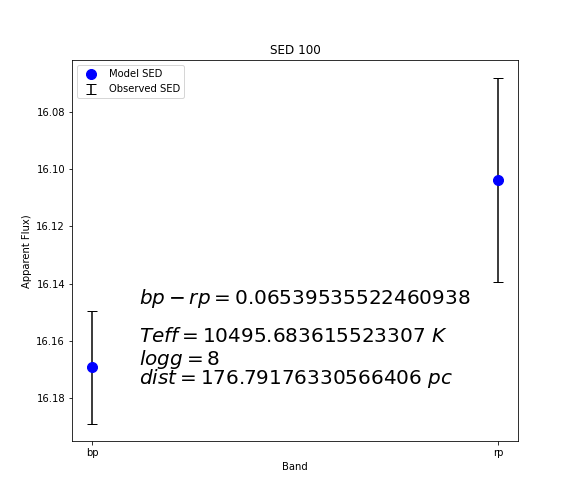 SED 100
Model SED
Observed SED
16.08
16.10
16.12
16.14
16.16
16.18
Apparent Flux)
bp − rp = 0.06539535522460938
Teff = 10495.683615523307 K
logg = 8
dist = 176.79176330566406 pc
bp
rp
Band